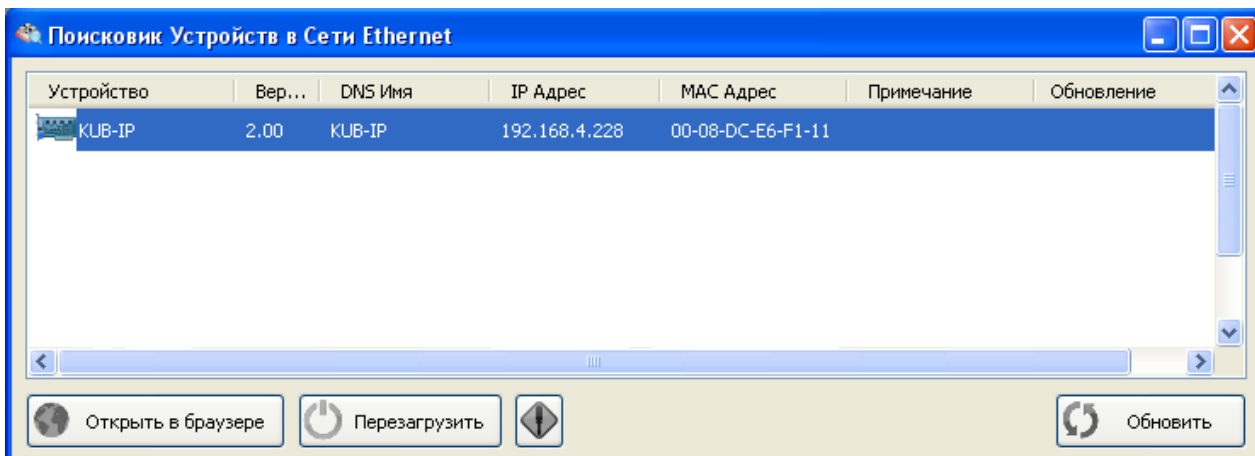 Поисковик Устройств в Сети Ethernet
Устройство Вер... DNS Имя IP Адрес MAC Адрес Примечание Обновление
KUB-IP 2.00 KUB-IP 192.168.4.228 00-08-DC-E6-F1-11
Открыть в браузере Перезагрузить Обновить